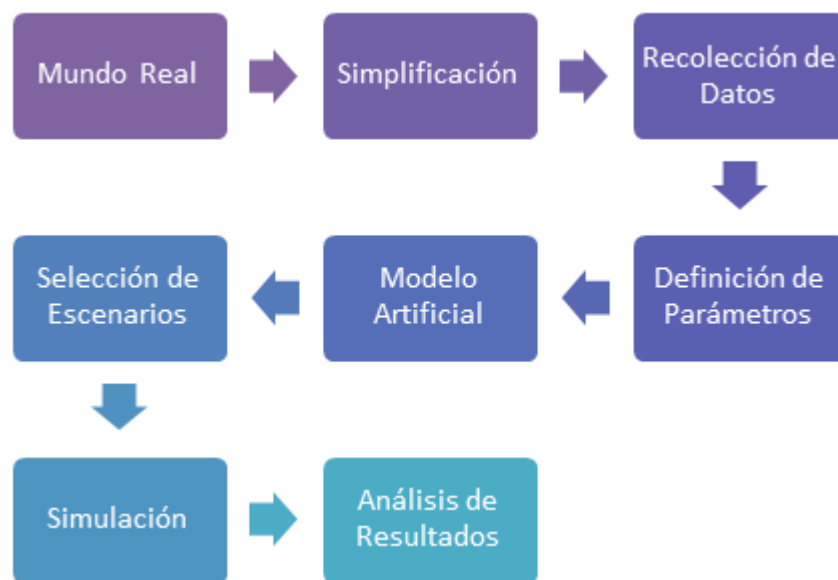 Mundo Real
Simplificación
Recolección de
Datos
Definición de
Parámetros
Modelo
Artificial
Selección de
Escenarios
Simulación
Análisis de
Resultados